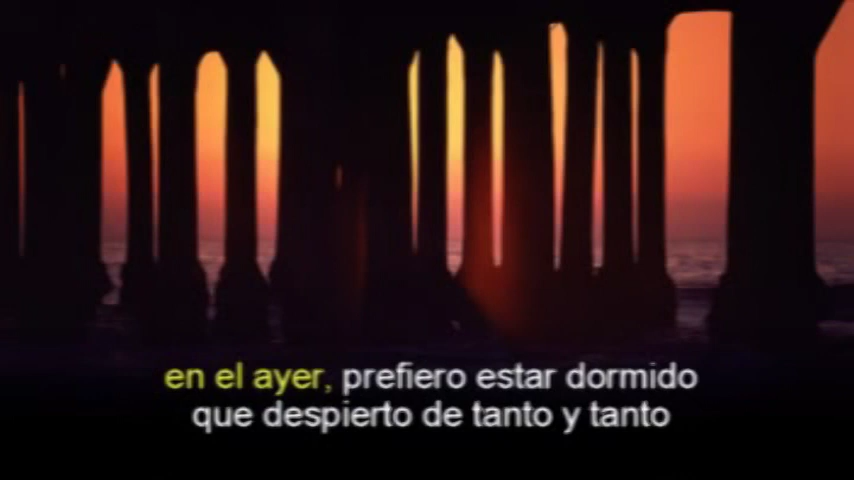 en el ayer, prefiero estar dormido
que despierto de tanto y tanto